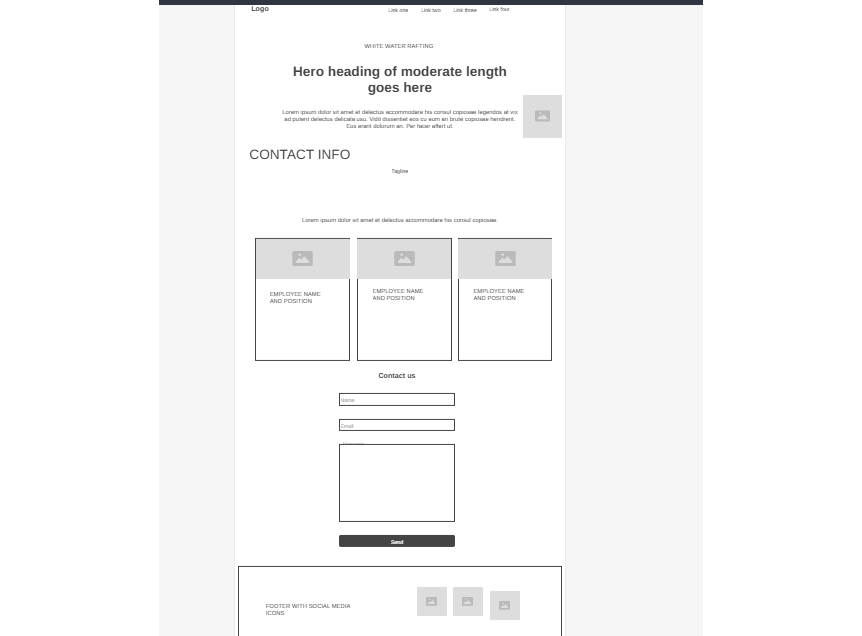 Logo
Link one Link two Link three Link four
WHITE WATER RAFTING
Hero heading of moderate length
goes here
Lorem ipsum dolor sit amet et delectus accommodare his consul copiosae legendos at vix
ad putent delectus delicata usu. Vidit dissentiet eos cu eum an brute copiosae hendrerit.
Eos erant dolorum an. Per facer affert ut.
CONTACT INFO
Tagline
Lorem ipsum dolor sit amet et delectus accommodare his consul copiosae.
EMPLOYEE NAME
AND POSITION
EMPLOYEE NAME
AND POSITION
EMPLOYEE NAME
AND POSITION
Contact us
Name
Email
Send
FOOTER WITH SOCIAL MEDIA
ICONS